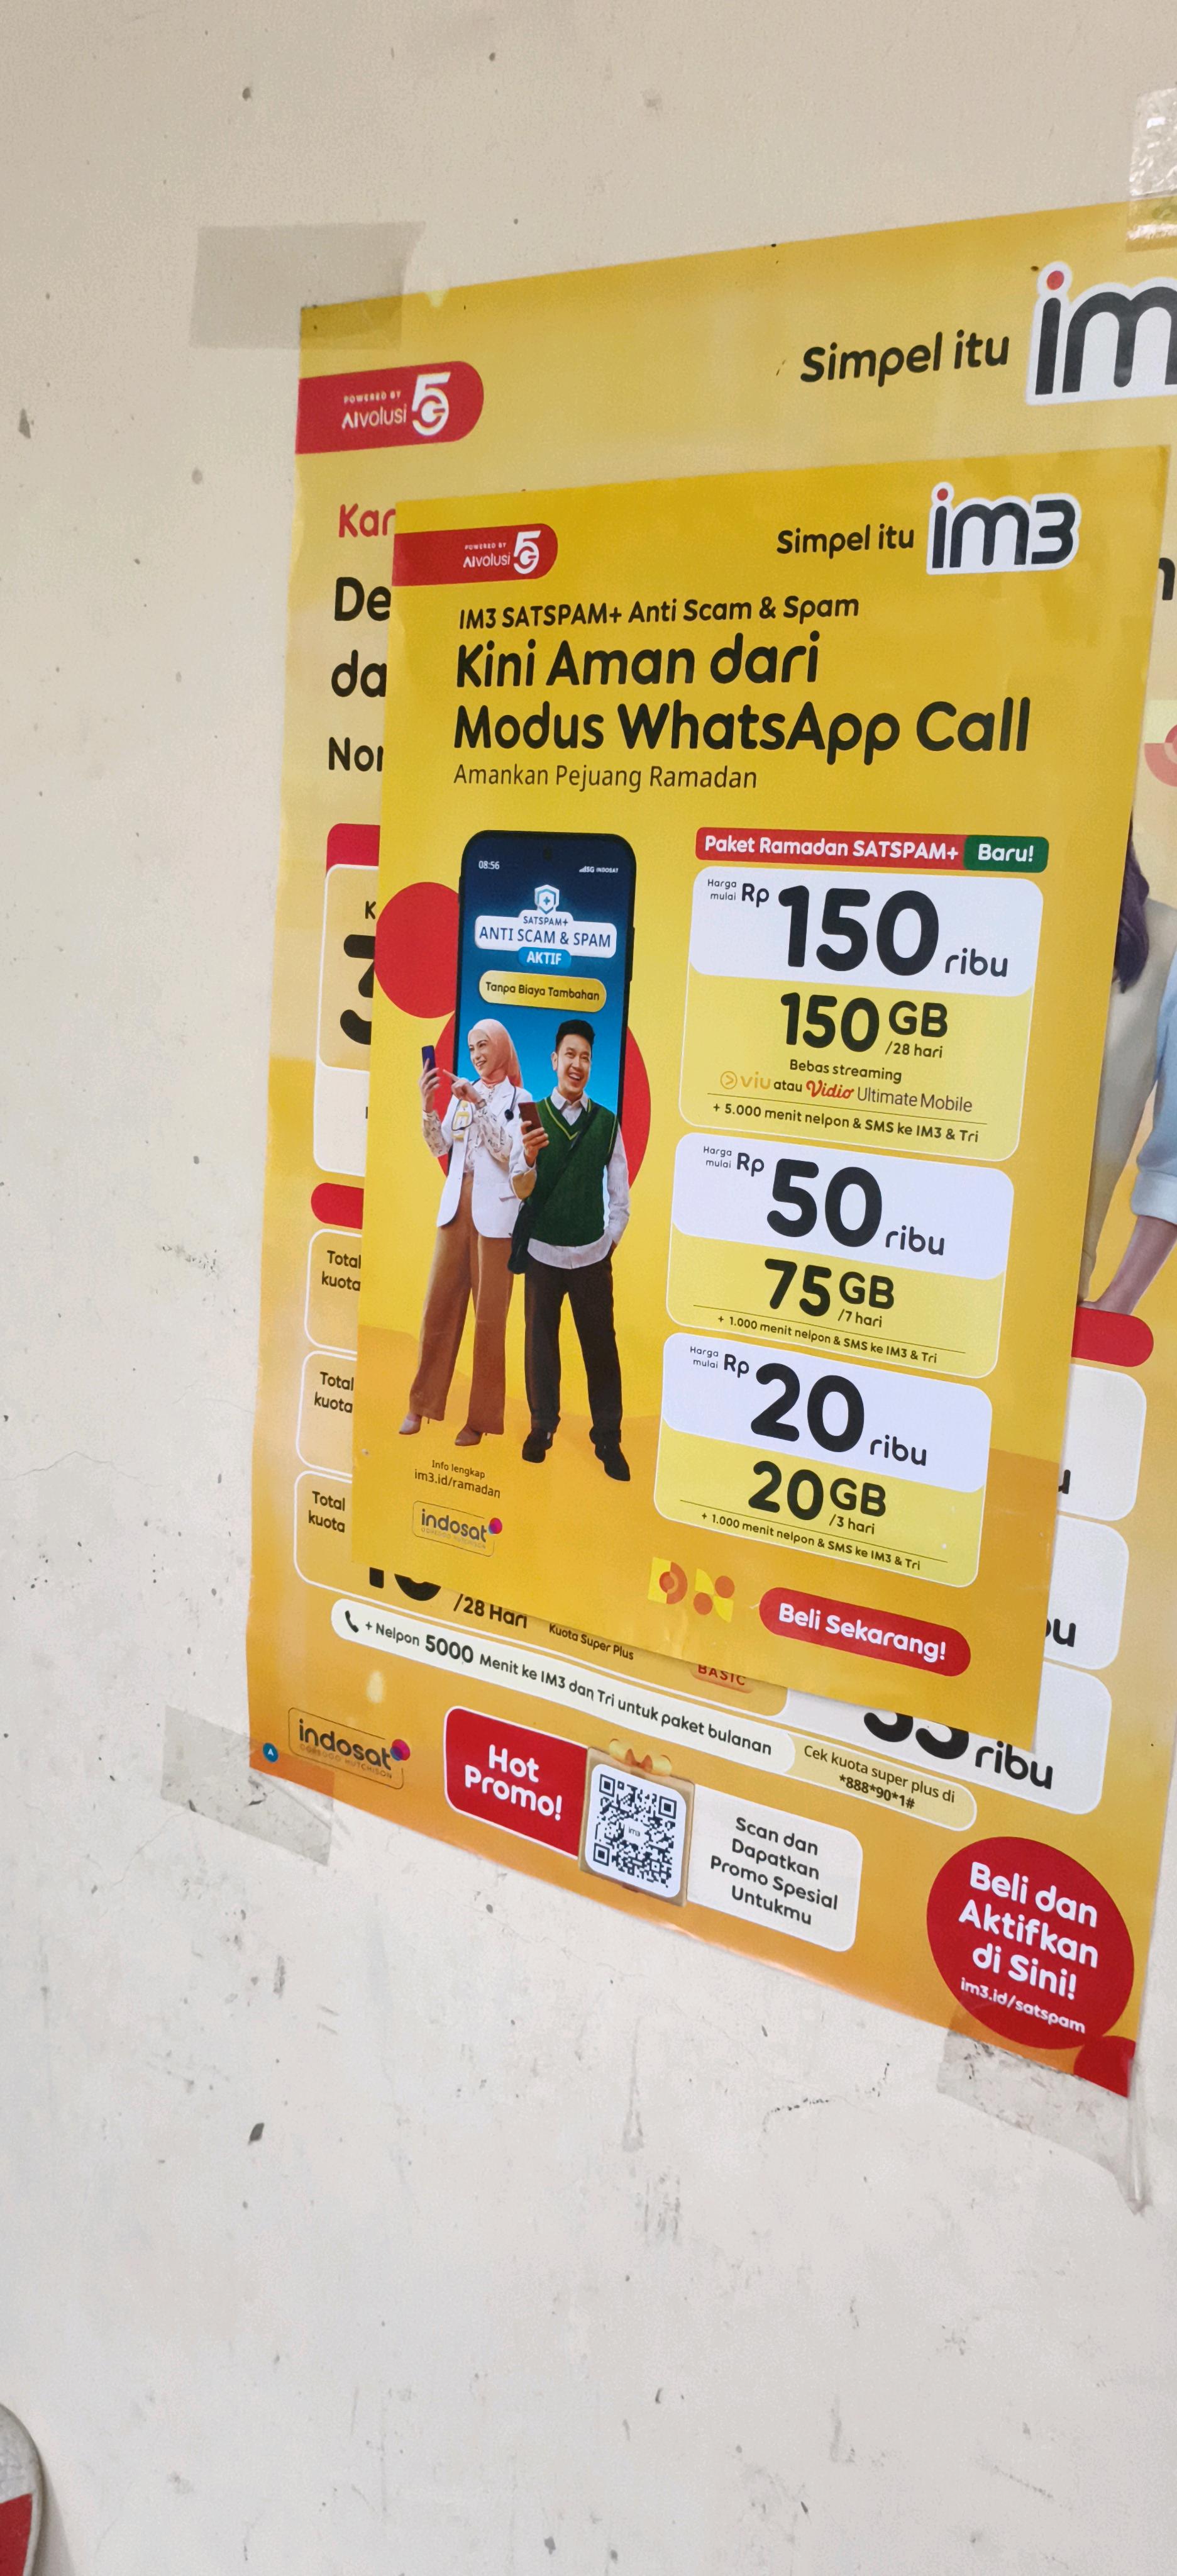 Simpel itu im
POWERED BY
AIvolusi 5G
Kar
De
da
Nor
Simpel itu im3
POWERED BY
AIvolusi 5G
IM3 SATSPAM+ Anti Scam & Spam
Kini Aman dari
Modus WhatsApp Call
Amankan Pejuang Ramadan
08:56
5G INDOSAT
SATSPAM+
ANTI SCAM & SPAM
AKTIF
Tanpa Biaya Tambahan
Paket Ramadan SATSPAM+ Baru!
Harga mulai Rp 150 ribu
150 GB
/28 hari
Bebas streaming
viu atau Vidio Ultimate Mobile
+ 5.000 menit nelpon & SMS ke IM3 & Tri
Harga mulai Rp 50 ribu
75 GB
/7 hari
+ 1.000 menit nelpon & SMS ke IM3 & Tri
Harga mulai Rp 20 ribu
20 GB
/3 hari
+ 1.000 menit nelpon & SMS ke IM3 & Tri
Info lengkap
im3.id/ramadan
indosat
OOREDOO HUTCHISON
Beli Sekarang!
Total
kuota
Total
kuota
Total
kuota
/28 Hari
Kuota Super Plus
BASIC
ribu
+ Nelpon 5000 Menit ke IM3 dan Tri untuk paket bulanan
Cek kuota super plus di
*888*90*1#
indosat
OOREDOO HUTCHISON
Hot
Promo!
im3
Scan dan
Dapatkan
Promo Spesial
Untukmu
Beli dan
Aktifkan
di Sini!
im3.id/satspam